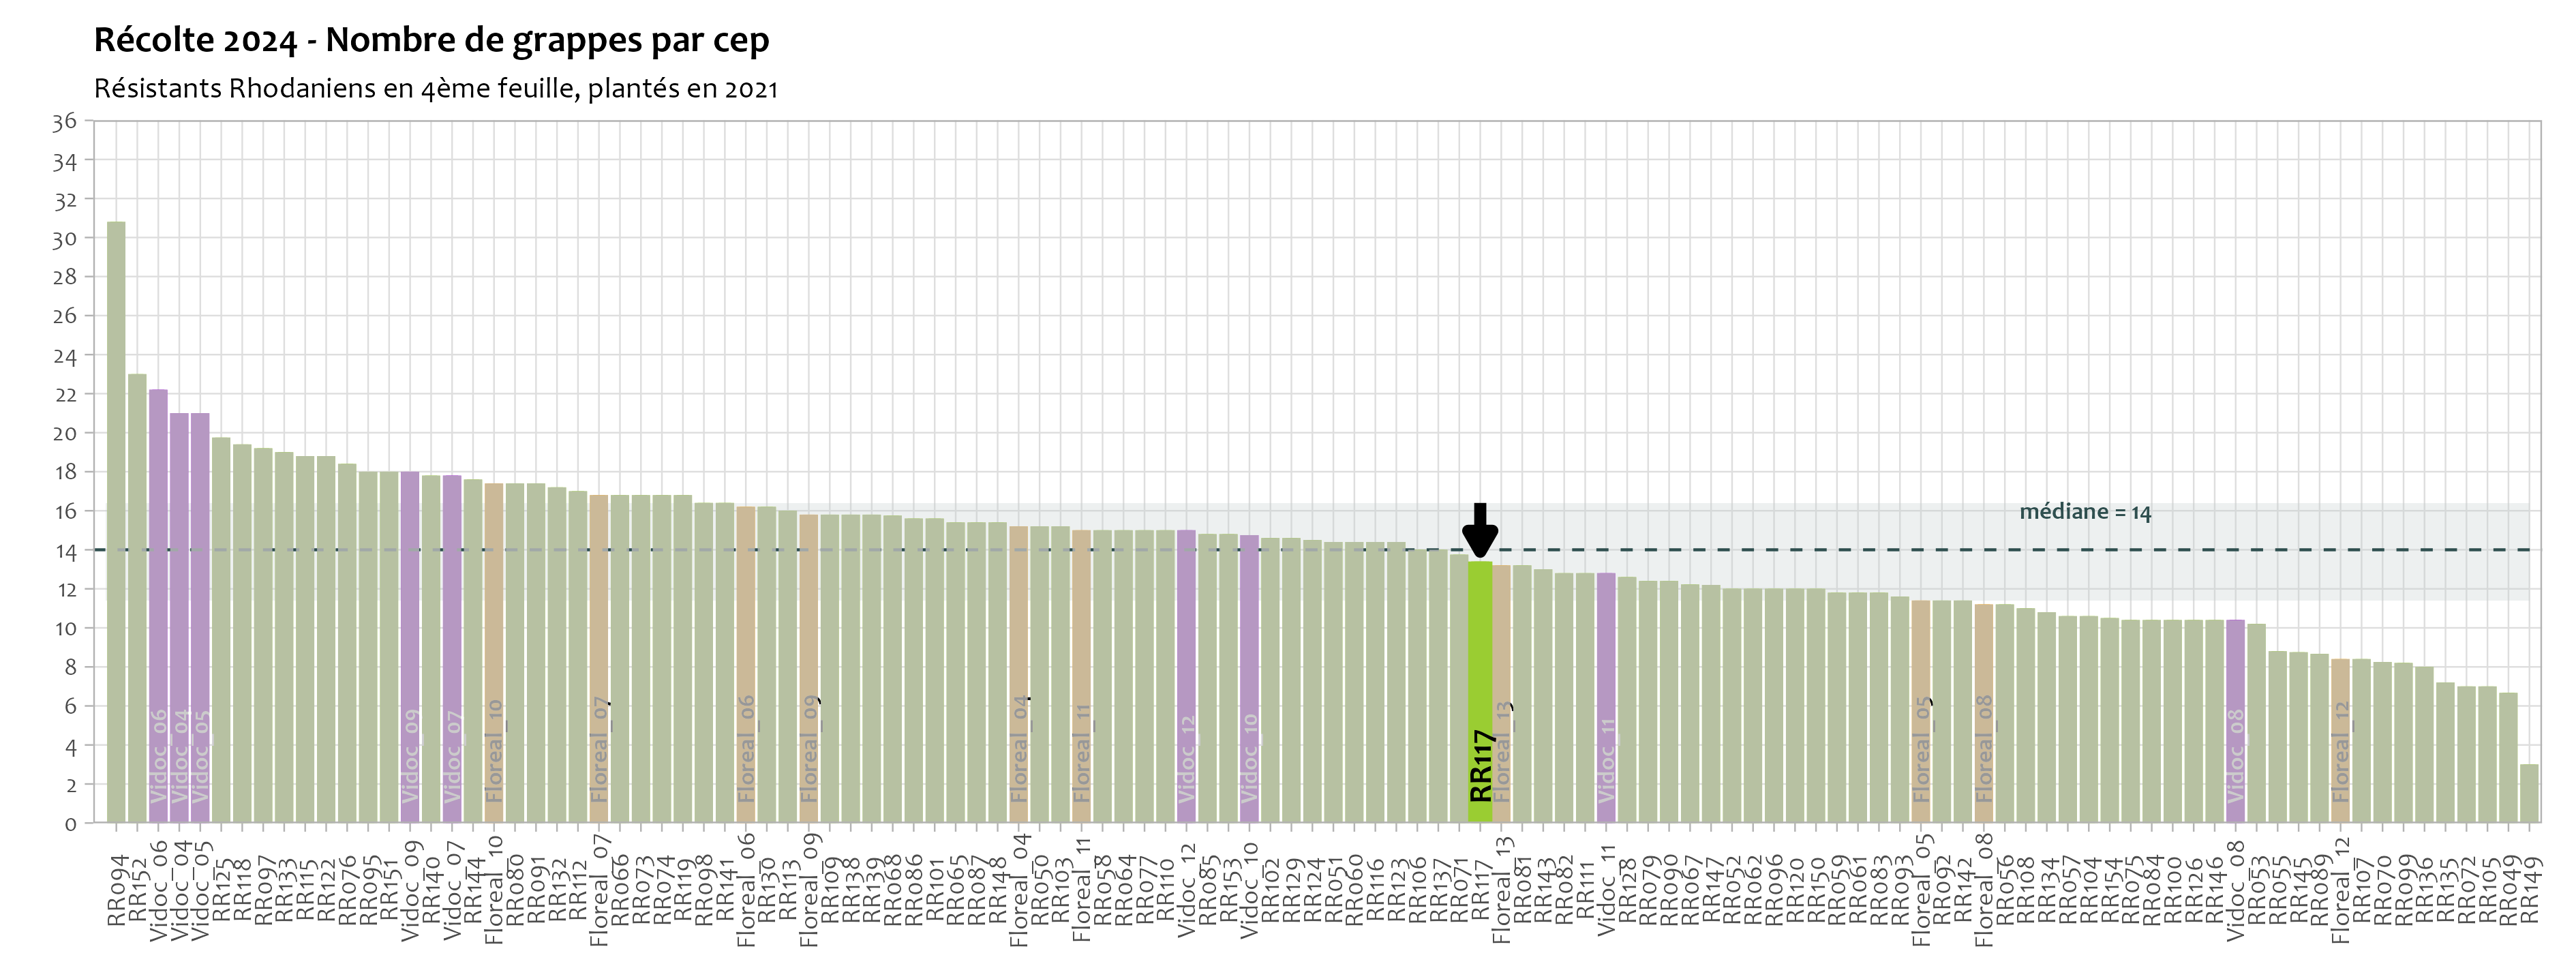 Récolte 2024 - Nombre de grappes par cep
Résistants Rhodaniens en 4ème feuille, plantés en 2021
36
34
32
30
28
26
24
22
20
18
16
14
12
10
8
6
4
2
0
médiane = 14
Vidoc_06
Vidoc_04
Vidoc_05
Vidoc_09
Vidoc_07
Floreal_10
Floreal_07
Floreal_06
Floreal_09
Floreal_04
Floreal_11
Vidoc_12
Vidoc_10
RR117
Floreal_13
Vidoc_11
Floreal_05
Floreal_08
Vidoc_08
Floreal_12
RR094
RR152
Vidoc_06
Vidoc_04
Vidoc_05
RR125
RR118
RR097
RR133
RR115
RR122
RR076
RR095
RR151
Vidoc_09
RR140
Vidoc_07
RR144
Floreal_10
RR080
RR091
RR132
RR112
Floreal_07
RR066
RR073
RR074
RR119
RR098
RR141
Floreal_06
RR130
RR113
Floreal_09
RR109
RR138
RR139
RR068
RR086
RR101
RR065
RR087
RR148
Floreal_04
RR050
RR103
Floreal_11
RR058
RR064
RR077
RR110
Vidoc_12
RR085
RR153
Vidoc_10
RR102
RR129
RR124
RR051
RR060
RR116
RR123
RR106
RR137
RR071
RR117
Floreal_13
RR081
RR143
RR082
RR111
Vidoc_11
RR128
RR079
RR090
RR067
RR147
RR052
RR062
RR096
RR120
RR150
RR059
RR061
RR083
RR093
Floreal_05
RR092
RR142
Floreal_08
RR056
RR108
RR134
RR057
RR104
RR154
RR075
RR084
RR100
RR126
RR146
Vidoc_08
RR053
RR055
RR145
RR089
Floreal_12
RR107
RR070
RR099
RR136
RR135
RR072
RR105
RR049
RR149